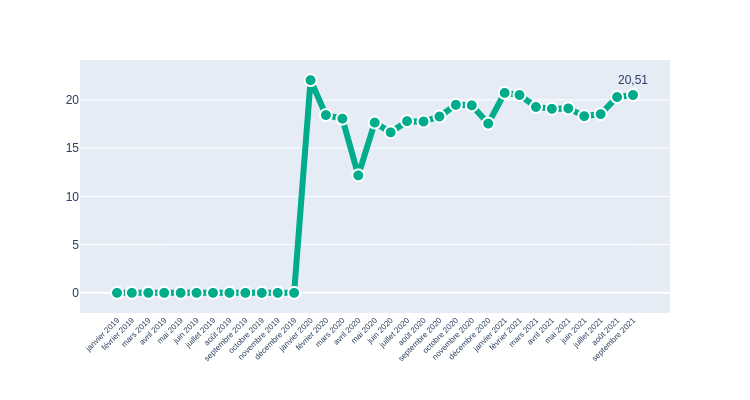 20,51
20
15
10
5
0
janvier 2019
février 2019
mars 2019
avril 2019
mai 2019
juin 2019
juillet 2019
août 2019
septembre 2019
octobre 2019
novembre 2019
décembre 2019
janvier 2020
février 2020
mars 2020
avril 2020
mai 2020
juin 2020
juillet 2020
août 2020
septembre 2020
octobre 2020
novembre 2020
décembre 2020
janvier 2021
février 2021
mars 2021
avril 2021
mai 2021
juin 2021
juillet 2021
août 2021
septembre 2021